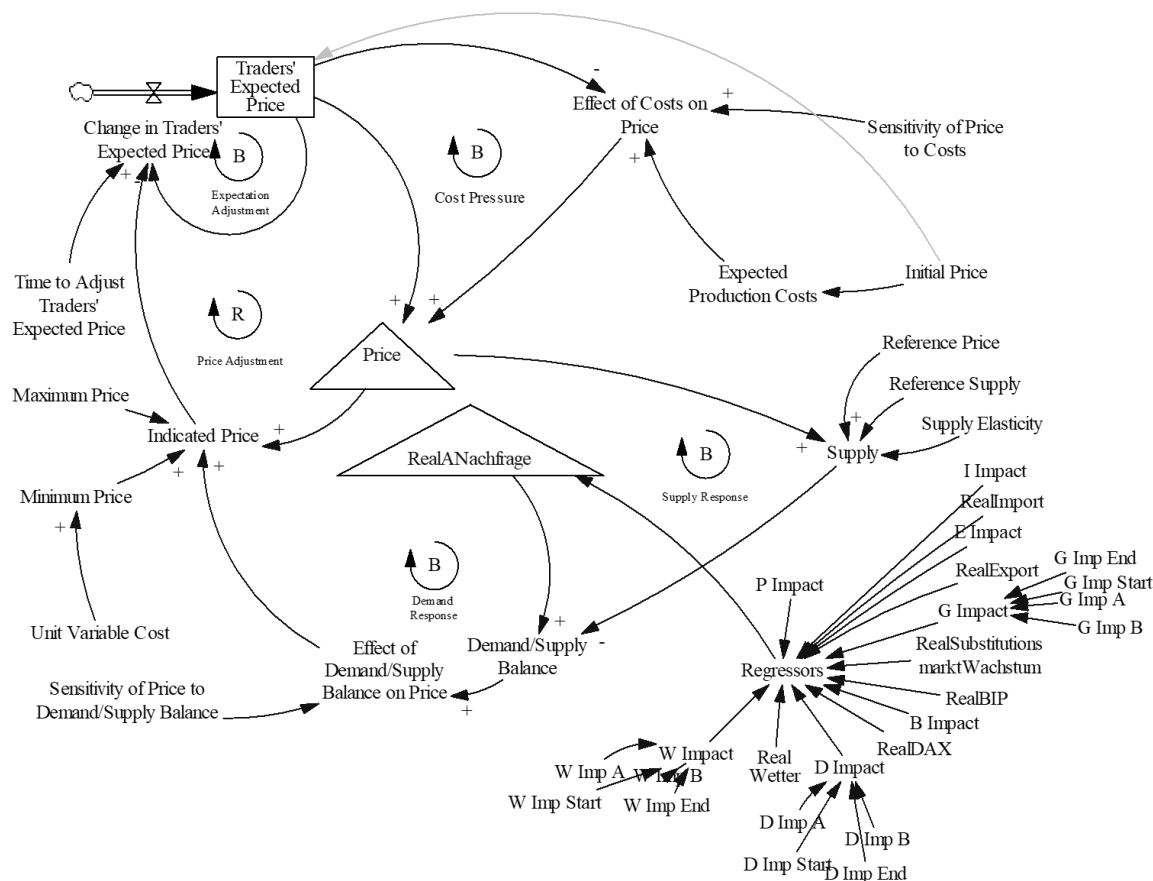 Traders'
Expected
Price
-
+
Effect of Costs on
Price
+
Sensitivity of Price
to Costs
Change in Traders'
Expected Price
+
-
B
Expectation
Adjustment
B
Cost Pressure
Time to Adjust
Traders'
Expected Price
Expected
Production Costs
Initial Price
R
Price Adjustment
+
+
Price
Reference Price
Reference Supply
Supply Elasticity
+
+
Supply
Maximum Price
Indicated Price
+
+
+
RealANachfrage
B
Supply Response
Minimum Price
+
Unit Variable Cost
B
Demand
Response
I Impact
RealImport
E Impact
RealExport
G Impact
G Imp End
G Imp Start
G Imp A
G Imp B
P Impact
+
-
Demand/Supply
Balance
Effect of
Demand/Supply
Balance on Price
+
Sensitivity of Price to
Demand/Supply Balance
Regressors
RealSubstitutions
marktWachstum
RealBIP
B Impact
RealDAX
Real
Wetter
W Impact
W Imp A
W Imp B
W Imp Start
W Imp End
D Impact
D Imp A
D Imp B
D Imp Start
D Imp End